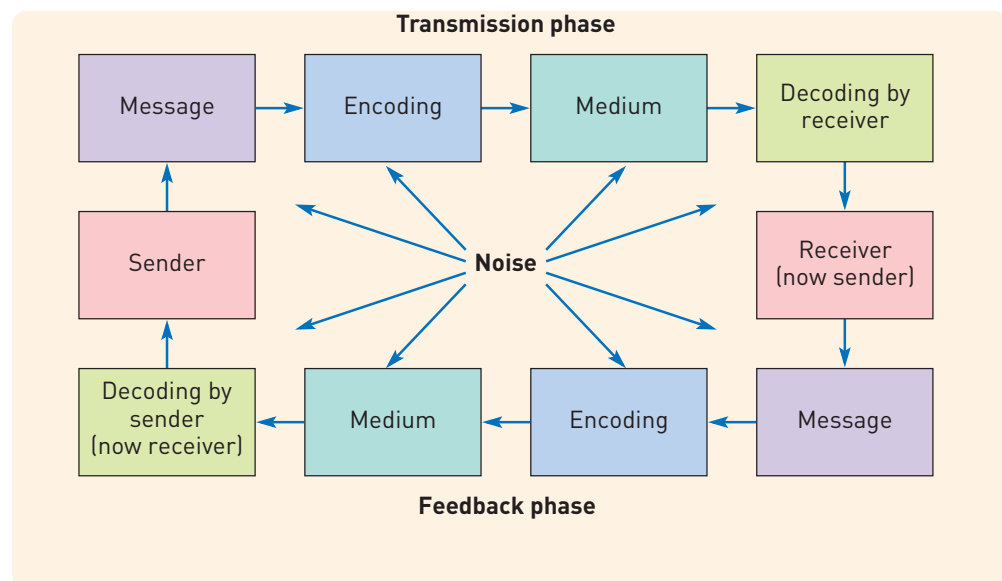 Transmission phase
Message
Encoding
Medium
Decoding by
receiver
Sender
Noise
Receiver
(now sender)
Decoding by
sender
(now receiver)
Medium
Encoding
Message
Feedback phase